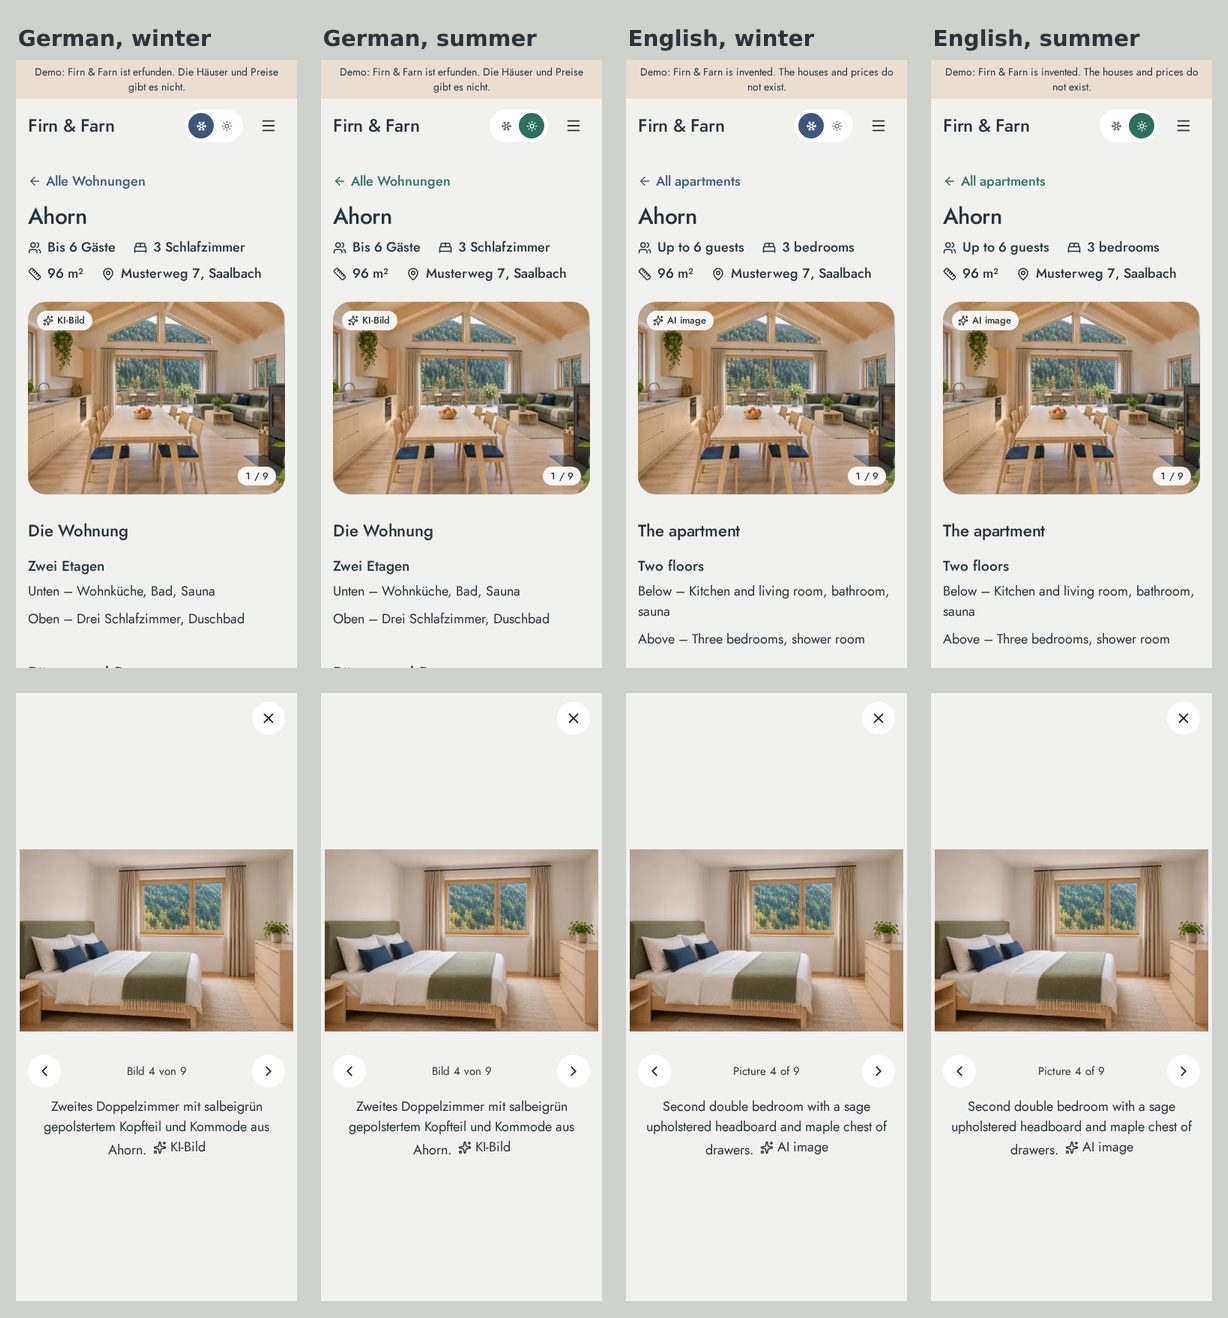 German, winter
Demo: Firn & Farn ist erfunden. Die Häuser und Preise
gibt es nicht.
Firn & Farn
← Alle Wohnungen
Ahorn
Bis 6 Gäste 3 Schlafzimmer
96 m² Musterweg 7, Saalbach
KI-Bild
1 / 9
Die Wohnung
Zwei Etagen
Unten – Wohnküche, Bad, Sauna
Oben – Drei Schlafzimmer, Duschbad
German, summer
Demo: Firn & Farn ist erfunden. Die Häuser und Preise
gibt es nicht.
Firn & Farn
← Alle Wohnungen
Ahorn
Bis 6 Gäste 3 Schlafzimmer
96 m² Musterweg 7, Saalbach
KI-Bild
1 / 9
Die Wohnung
Zwei Etagen
Unten – Wohnküche, Bad, Sauna
Oben – Drei Schlafzimmer, Duschbad
English, winter
Demo: Firn & Farn is invented. The houses and prices do
not exist.
Firn & Farn
← All apartments
Ahorn
Up to 6 guests 3 bedrooms
96 m² Musterweg 7, Saalbach
AI image
1 / 9
The apartment
Two floors
Below – Kitchen and living room, bathroom,
sauna
Above – Three bedrooms, shower room
English, summer
Demo: Firn & Farn is invented. The houses and prices do
not exist.
Firn & Farn
← All apartments
Ahorn
Up to 6 guests 3 bedrooms
96 m² Musterweg 7, Saalbach
AI image
1 / 9
The apartment
Two floors
Below – Kitchen and living room, bathroom,
sauna
Above – Three bedrooms, shower room
Bild 4 von 9
Zweites Doppelzimmer mit salbeigrün
gepolstertem Kopfteil und Kommode aus
Ahorn. KI-Bild
Bild 4 von 9
Zweites Doppelzimmer mit salbeigrün
gepolstertem Kopfteil und Kommode aus
Ahorn. KI-Bild
Picture 4 of 9
Second double bedroom with a sage
upholstered headboard and maple chest of
drawers. AI image
Picture 4 of 9
Second double bedroom with a sage
upholstered headboard and maple chest of
drawers. AI image